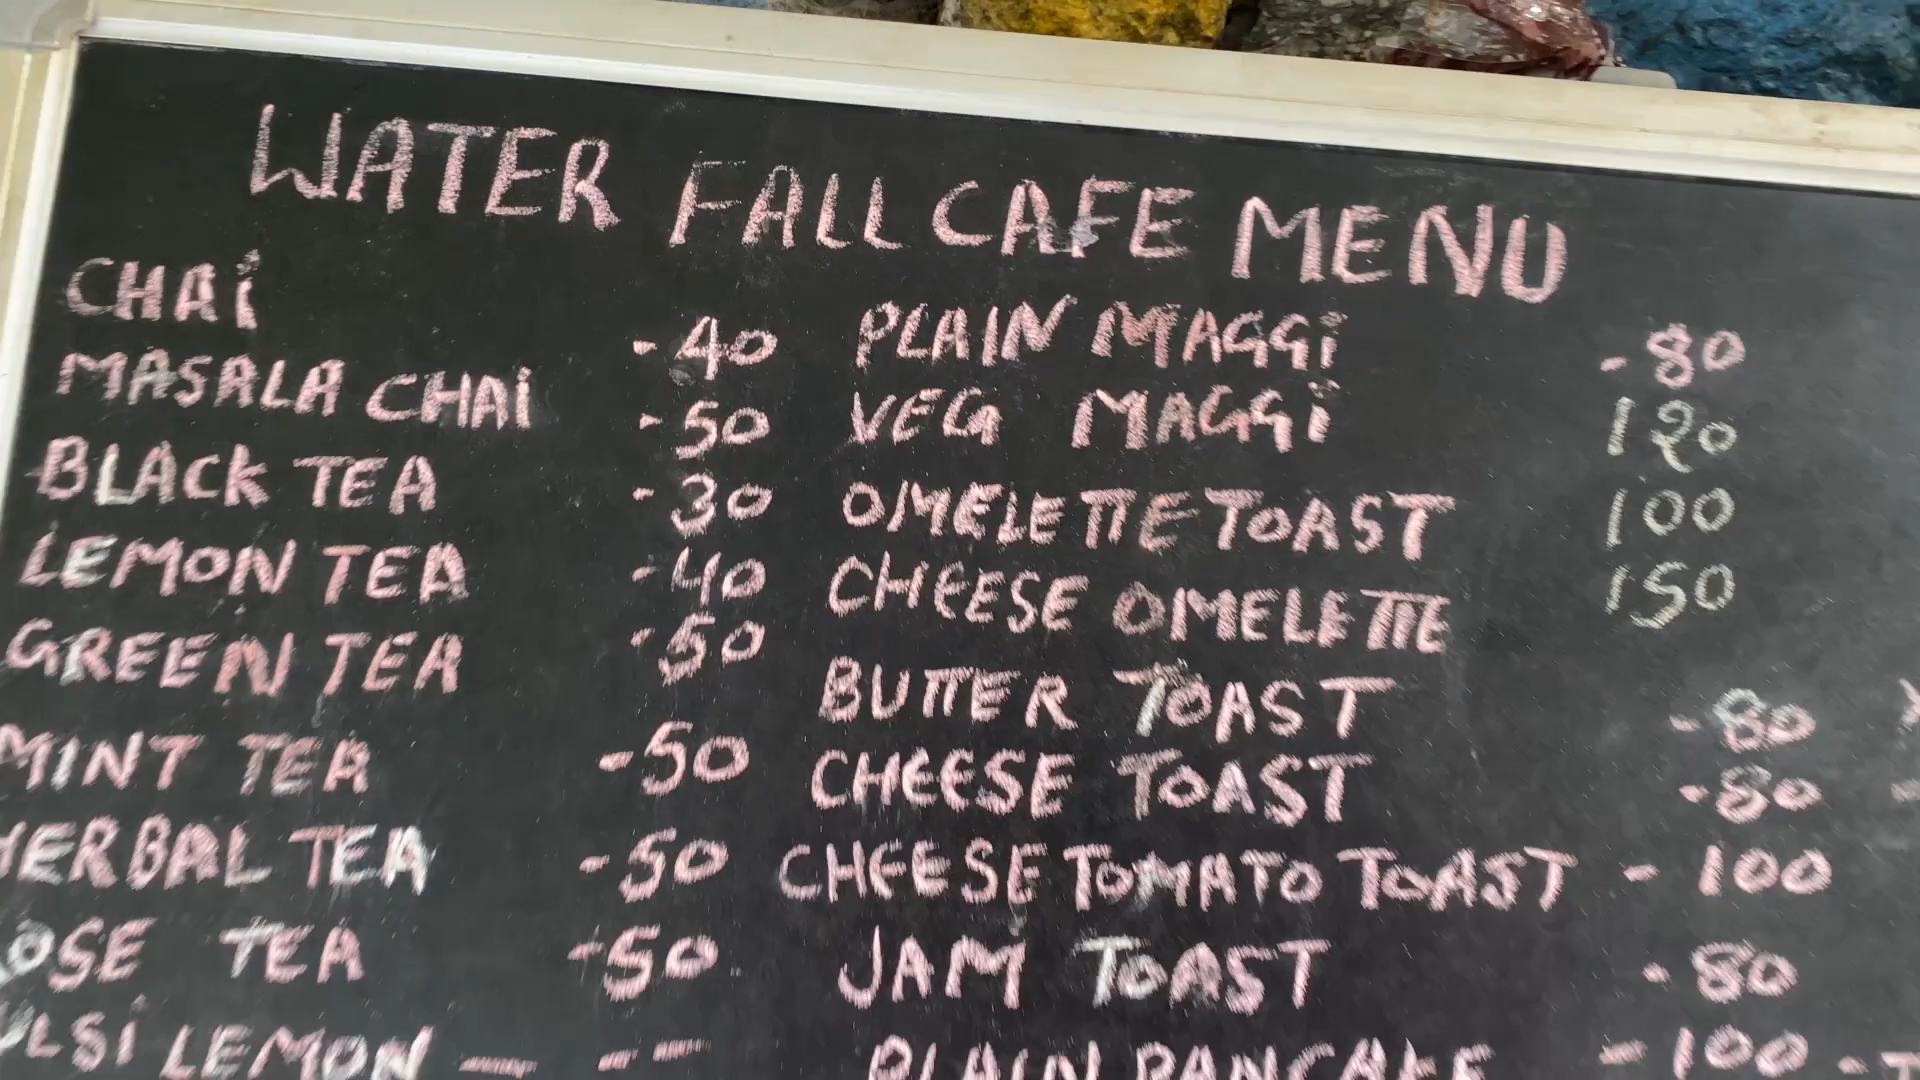 WATER FALL CAFE MENU
CHAi -40
MASALA CHAi -50
BLACK TEA -30
LEMON TEA -40
GREEN TEA -50
MINT TEA -50
HERBAL TEA -50
ROSE TEA -50
LEMON — - -
PLAIN MAGGi -80
VEG MAGGi 120
OMELETTE TOAST 100
CHEESE OMELETTE 150
BUTTER TOAST -80
CHEESE TOAST -80
CHEESE TOMATO TOAST - 100
JAM TOAST -80
PLAIN PANCAKE -100 -